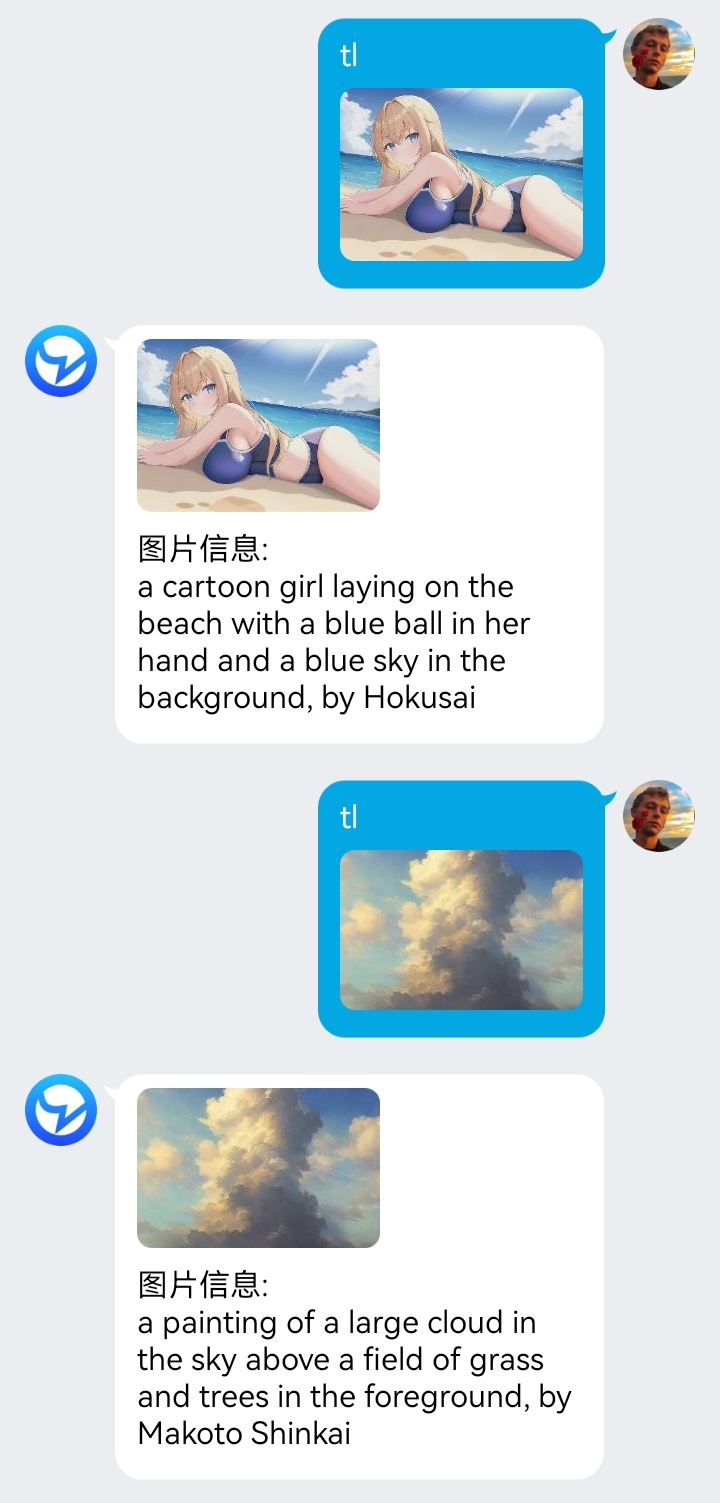 tl
图片信息:
a cartoon girl laying on the
beach with a blue ball in her
hand and a blue sky in the
background, by Hokusai
tl
图片信息:
a painting of a large cloud in
the sky above a field of grass
and trees in the foreground, by
Makoto Shinkai